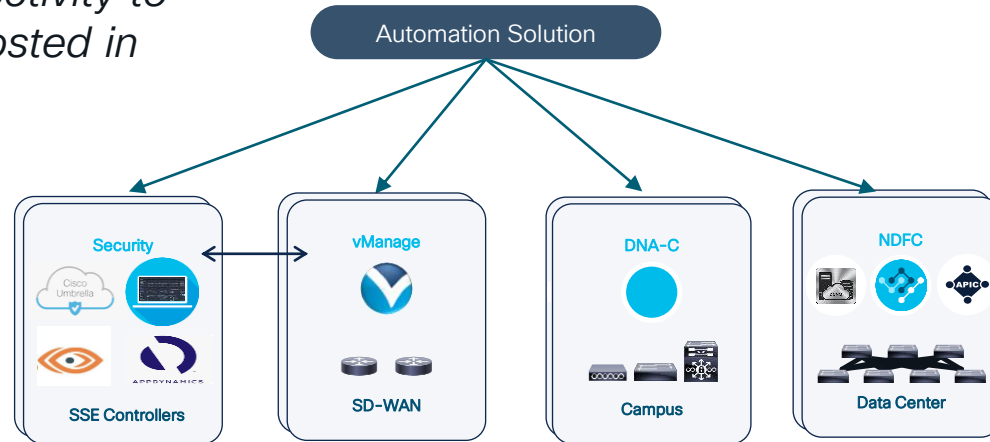 ctivity to
osted in
Automation Solution
Security
vManage
DNA-C
NDFC
Cisco
Umbrella
APIC
APPDYNAMICS
SSE Controllers
SD-WAN
Campus
Data Center